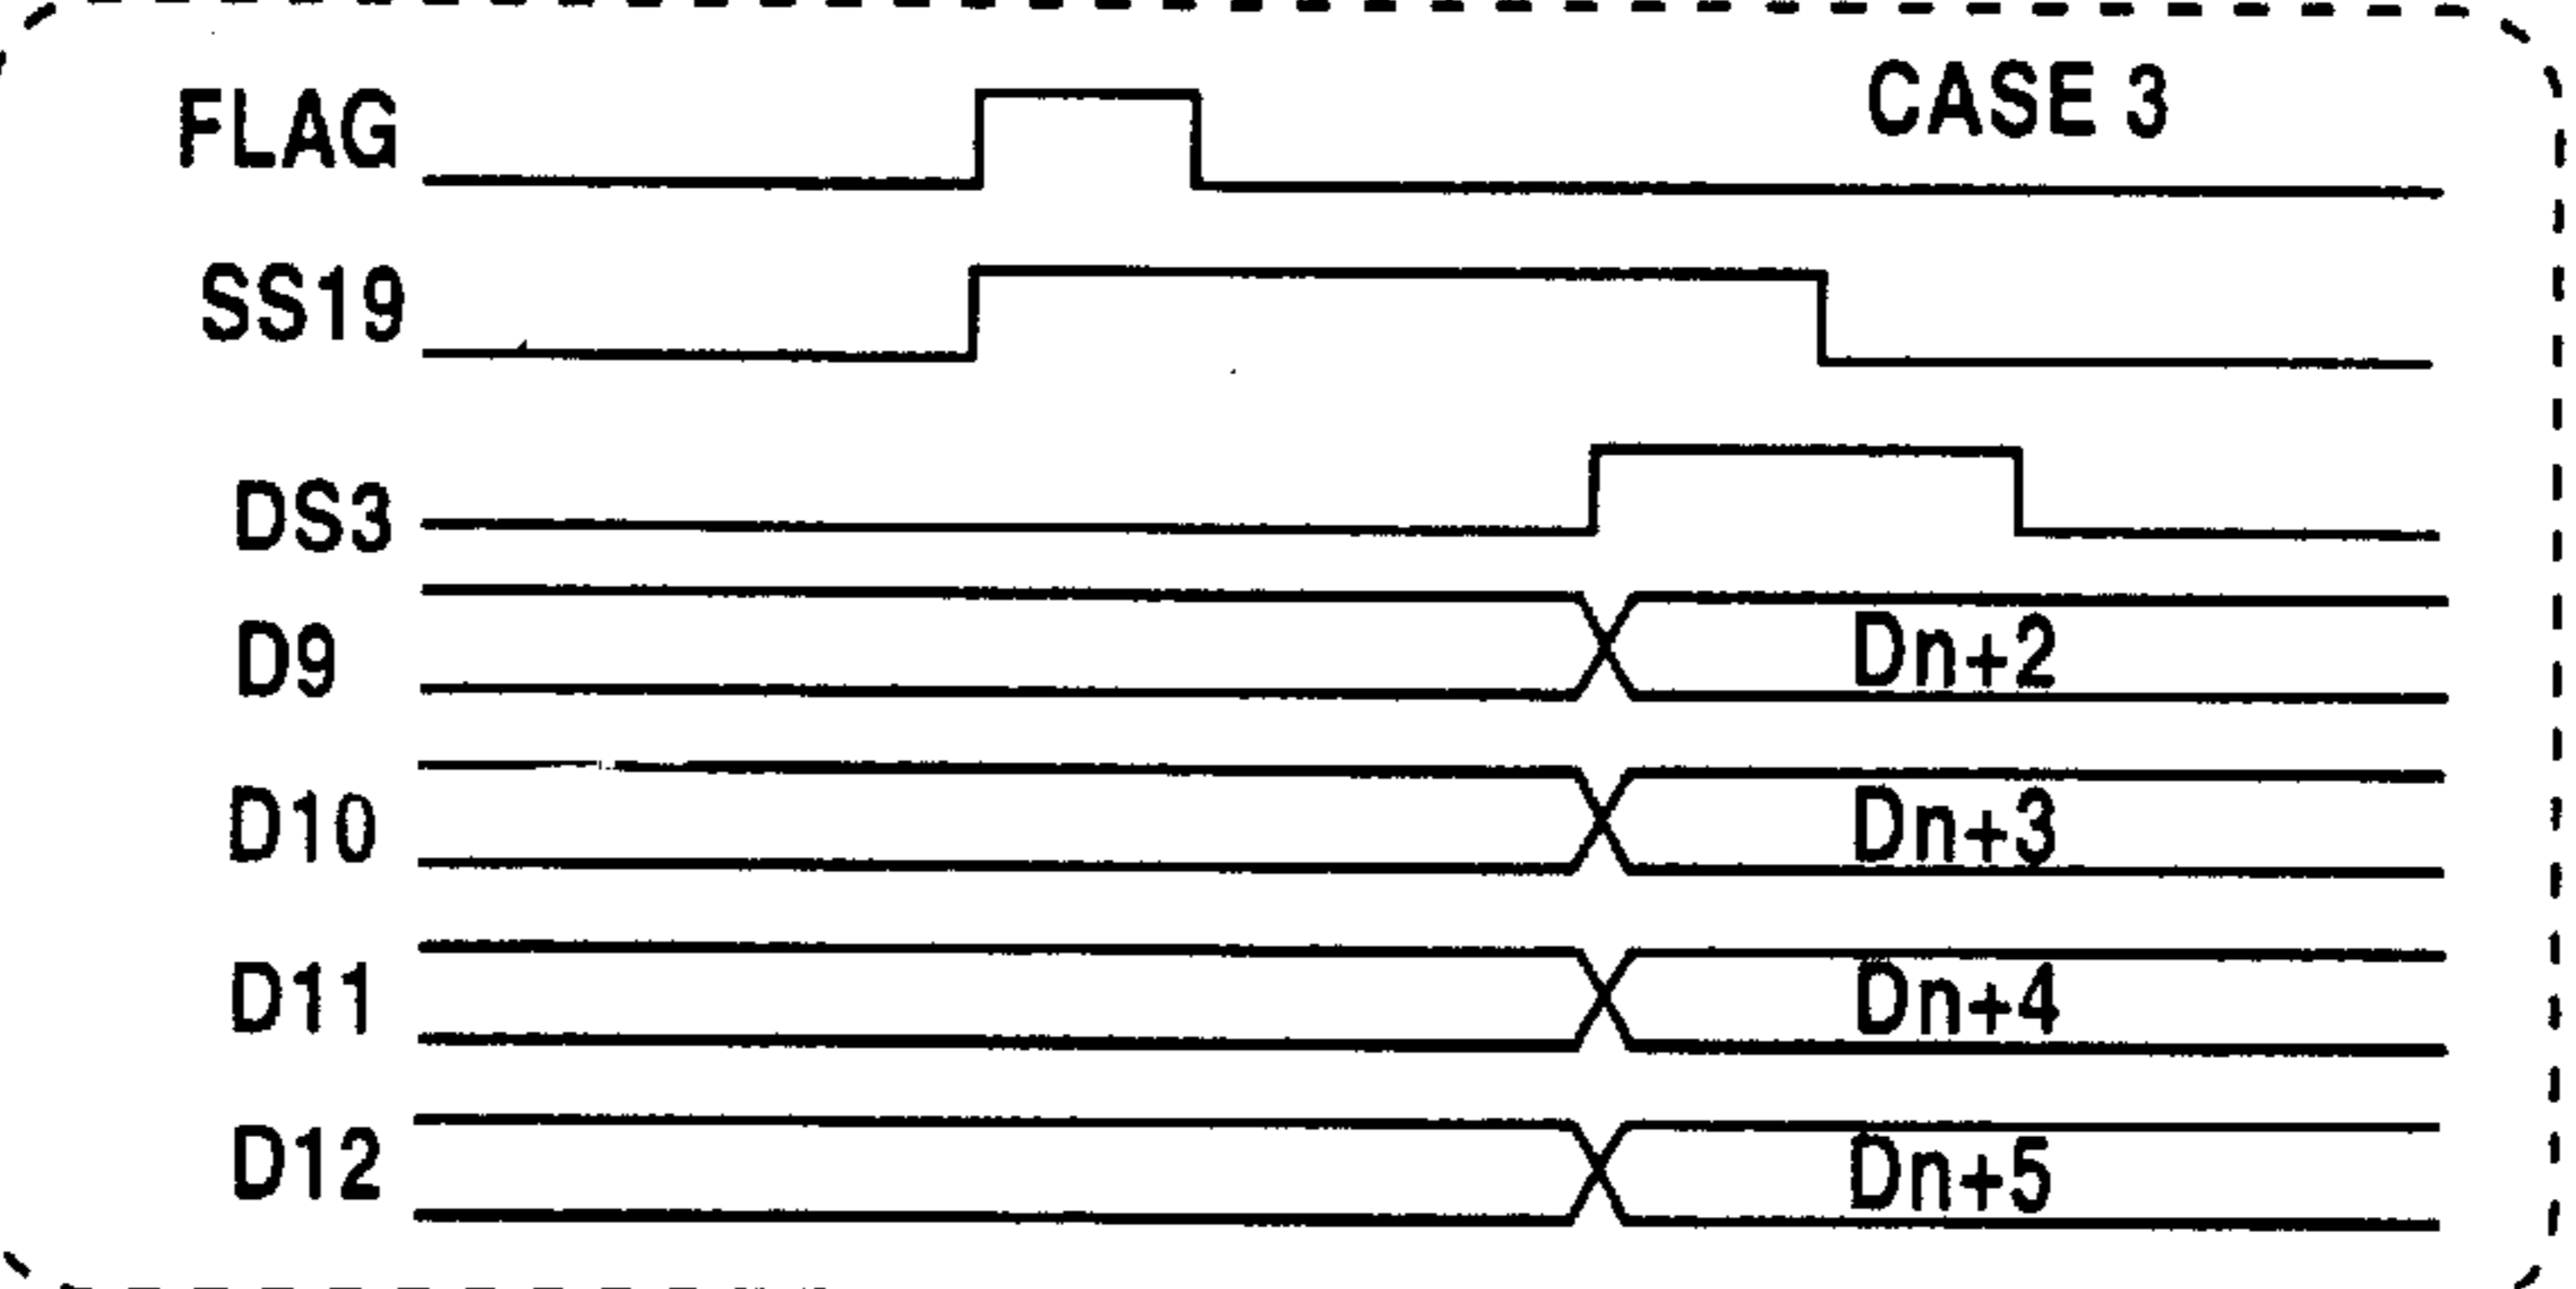 CASE 3
FLAG
SS19
DS3
D9 Dn+2
D10 Dn+3
D11 Dn+4
D12 Dn+5